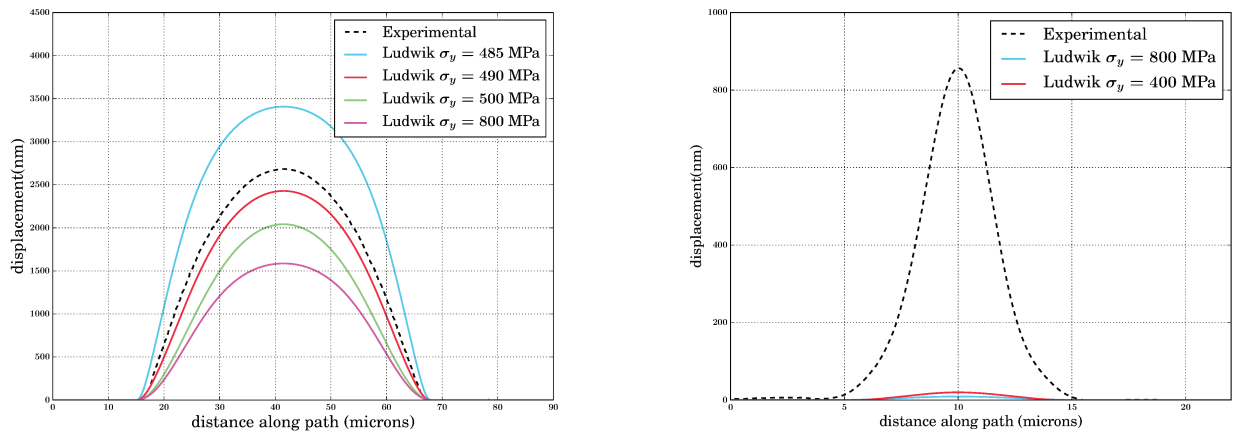 4500
4000
3500
3000
2500
2000
1500
1000
500
0
displacement(nm)
Experimental
Ludwik σy = 485 MPa
Ludwik σy = 490 MPa
Ludwik σy = 500 MPa
Ludwik σy = 800 MPa
0 10 20 30 40 50 60 70 80 90
distance along path (microns)
1000
800
600
400
200
0
displacement(nm)
Experimental
Ludwik σy = 800 MPa
Ludwik σy = 400 MPa
0 5 10 15 20
distance along path (microns)